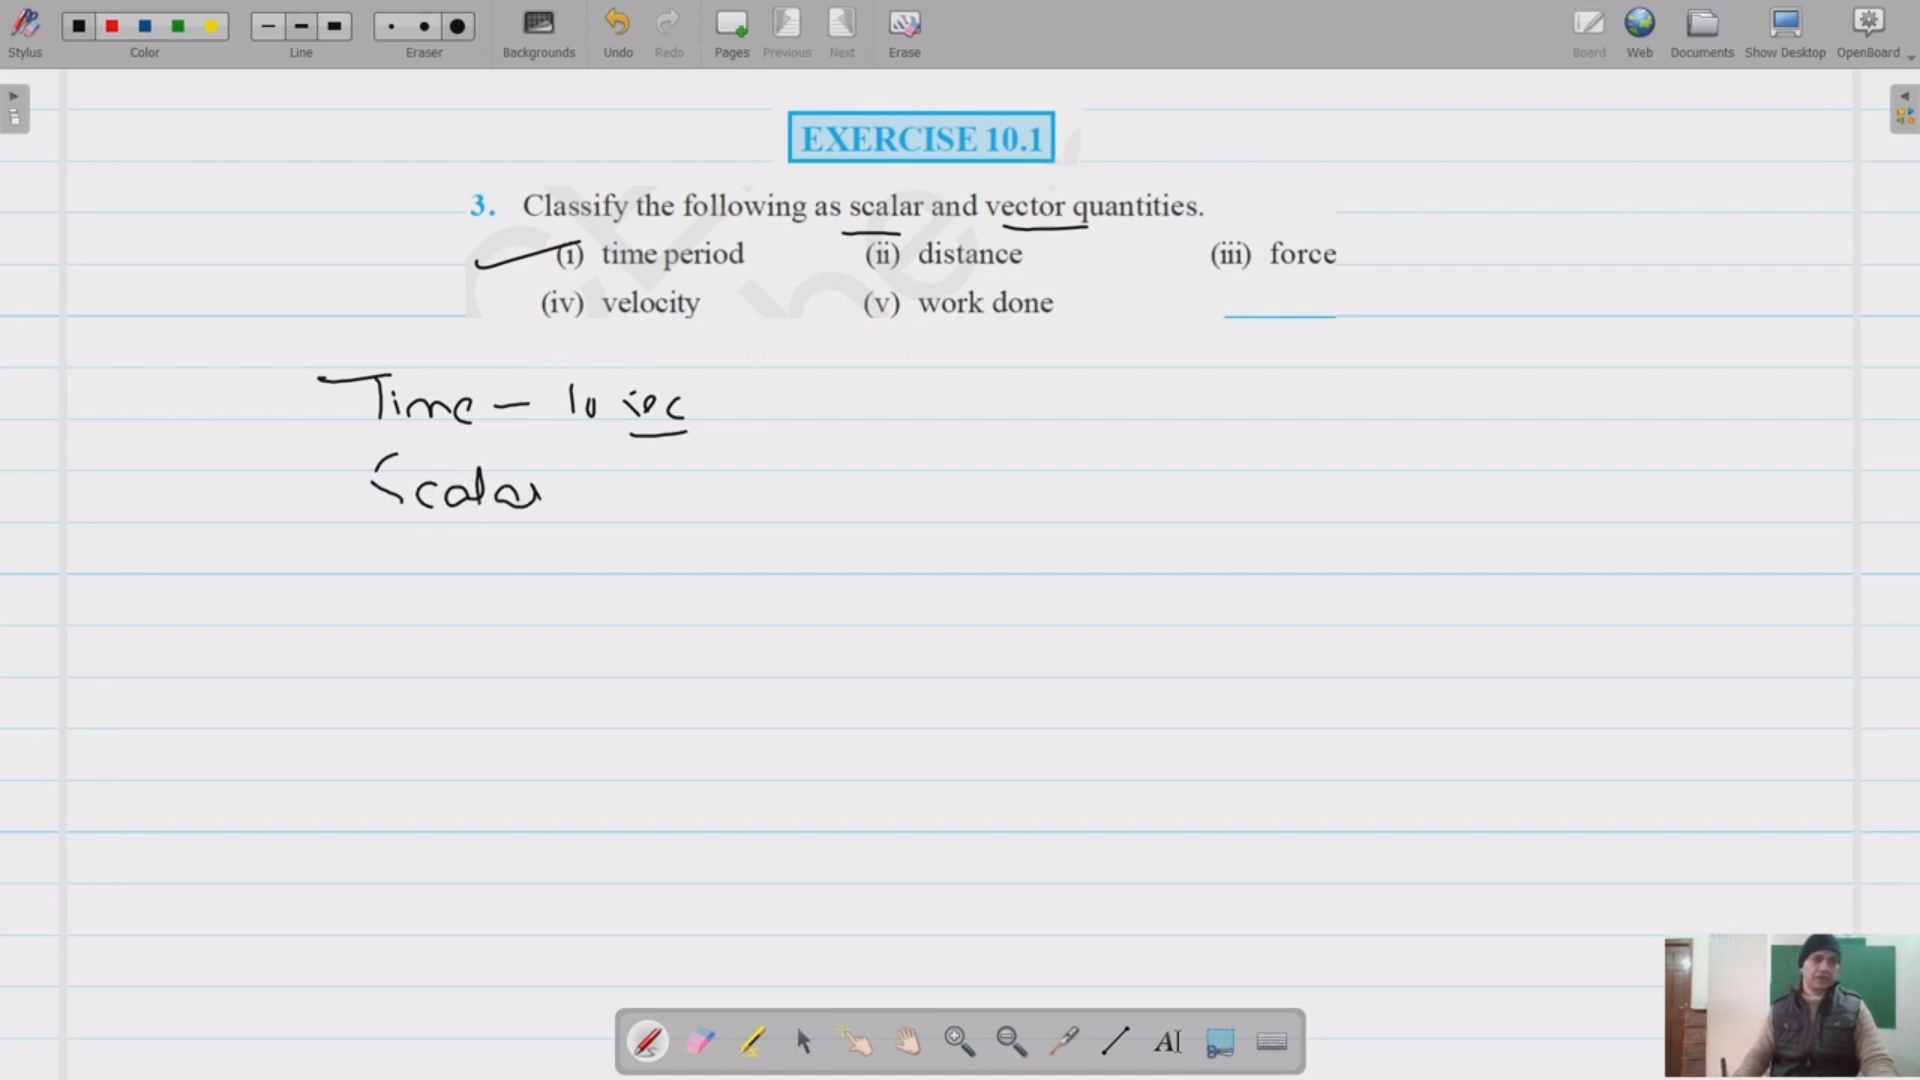 Stylus Color Line Eraser Backgrounds Undo Redo Pages Previous Next Erase Board Web Documents Show Desktop OpenBoard
EXERCISE 10.1
3. Classify the following as scalar and vector quantities.
(i) time period (ii) distance (iii) force
(iv) velocity (v) work done
Time – 10 sec
Scalar